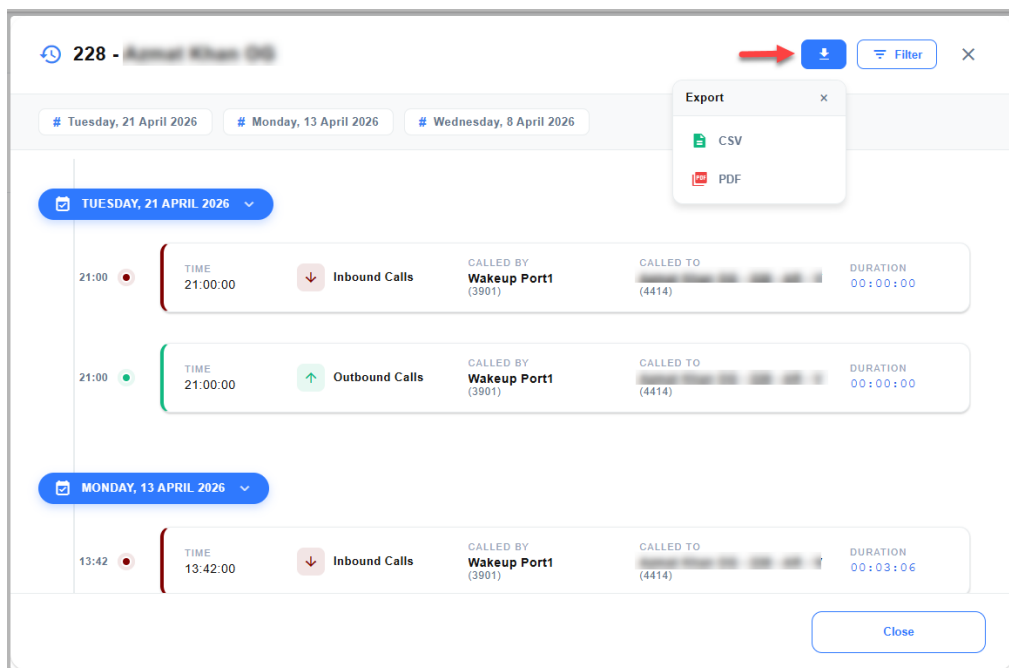 228 -
Filter
Export
CSV
PDF
# Tuesday, 21 April 2026
# Monday, 13 April 2026
# Wednesday, 8 April 2026
TUESDAY, 21 APRIL 2026
21:00
TIME
21:00:00
Inbound Calls
CALLED BY
Wakeup Port1
(3901)
CALLED TO
(4414)
DURATION
00:00:00
21:00
TIME
21:00:00
Outbound Calls
CALLED BY
Wakeup Port1
(3901)
CALLED TO
(4414)
DURATION
00:00:00
MONDAY, 13 APRIL 2026
13:42
TIME
13:42:00
Inbound Calls
CALLED BY
Wakeup Port1
(3901)
CALLED TO
(4414)
DURATION
00:03:06
Close